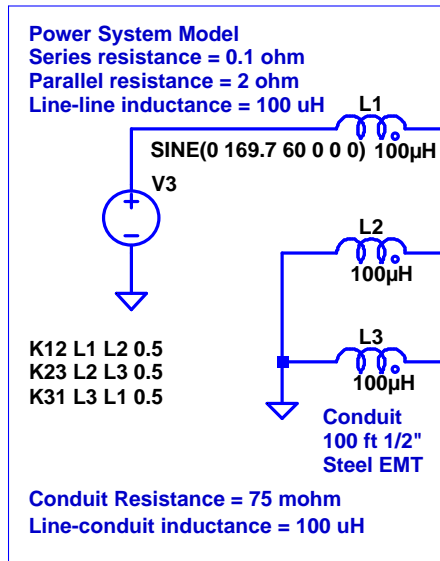 Power System Model
Series resistance = 0.1 ohm
Parallel resistance = 2 ohm
Line-line inductance = 100 uH
L1
SINE(0 169.7 60 0 0 0) 100µH
V3
L2
100µH
K12 L1 L2 0.5
K23 L2 L3 0.5
K31 L3 L1 0.5
L3
100µH
Conduit
100 ft 1/2"
Steel EMT
Conduit Resistance = 75 mohm
Line-conduit inductance = 100 uH